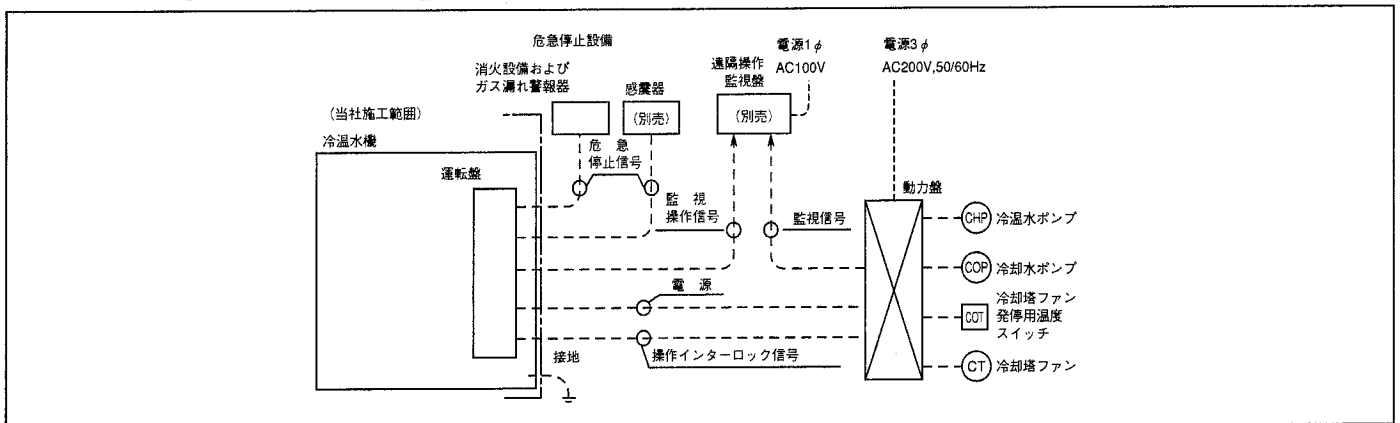 危急停止設備
消火設備および
ガス漏れ警報器
感震器
(別売)
遠隔操作
監視盤
(別売)
電源1φ
AC100V
電源3φ
AC200V,50/60Hz
(当社施工範囲)
冷温水機
運転盤
危 急
停止信号
監 視
操作信号
監視信号
動力盤
CHP 冷温水ポンプ
COP 冷却水ポンプ
電 源
COT 冷却塔ファン
発停用温度
スイッチ
接地
操作インターロック信号
CT 冷却塔ファン